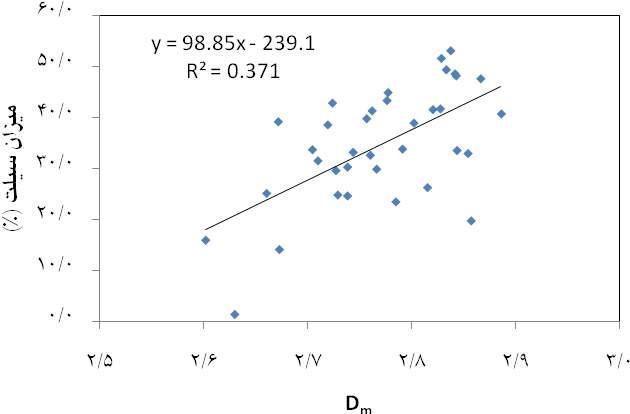 y = 98.85x - 239.1
R² = 0.371
میزان سیلت (%)
۶۰/۰
۵۰/۰
۴۰/۰
۳۰/۰
۲۰/۰
۱۰/۰
۰/۰
۲/۵ ۲/۶ ۲/۷ ۲/۸ ۲/۹ ۳/۰
Dm